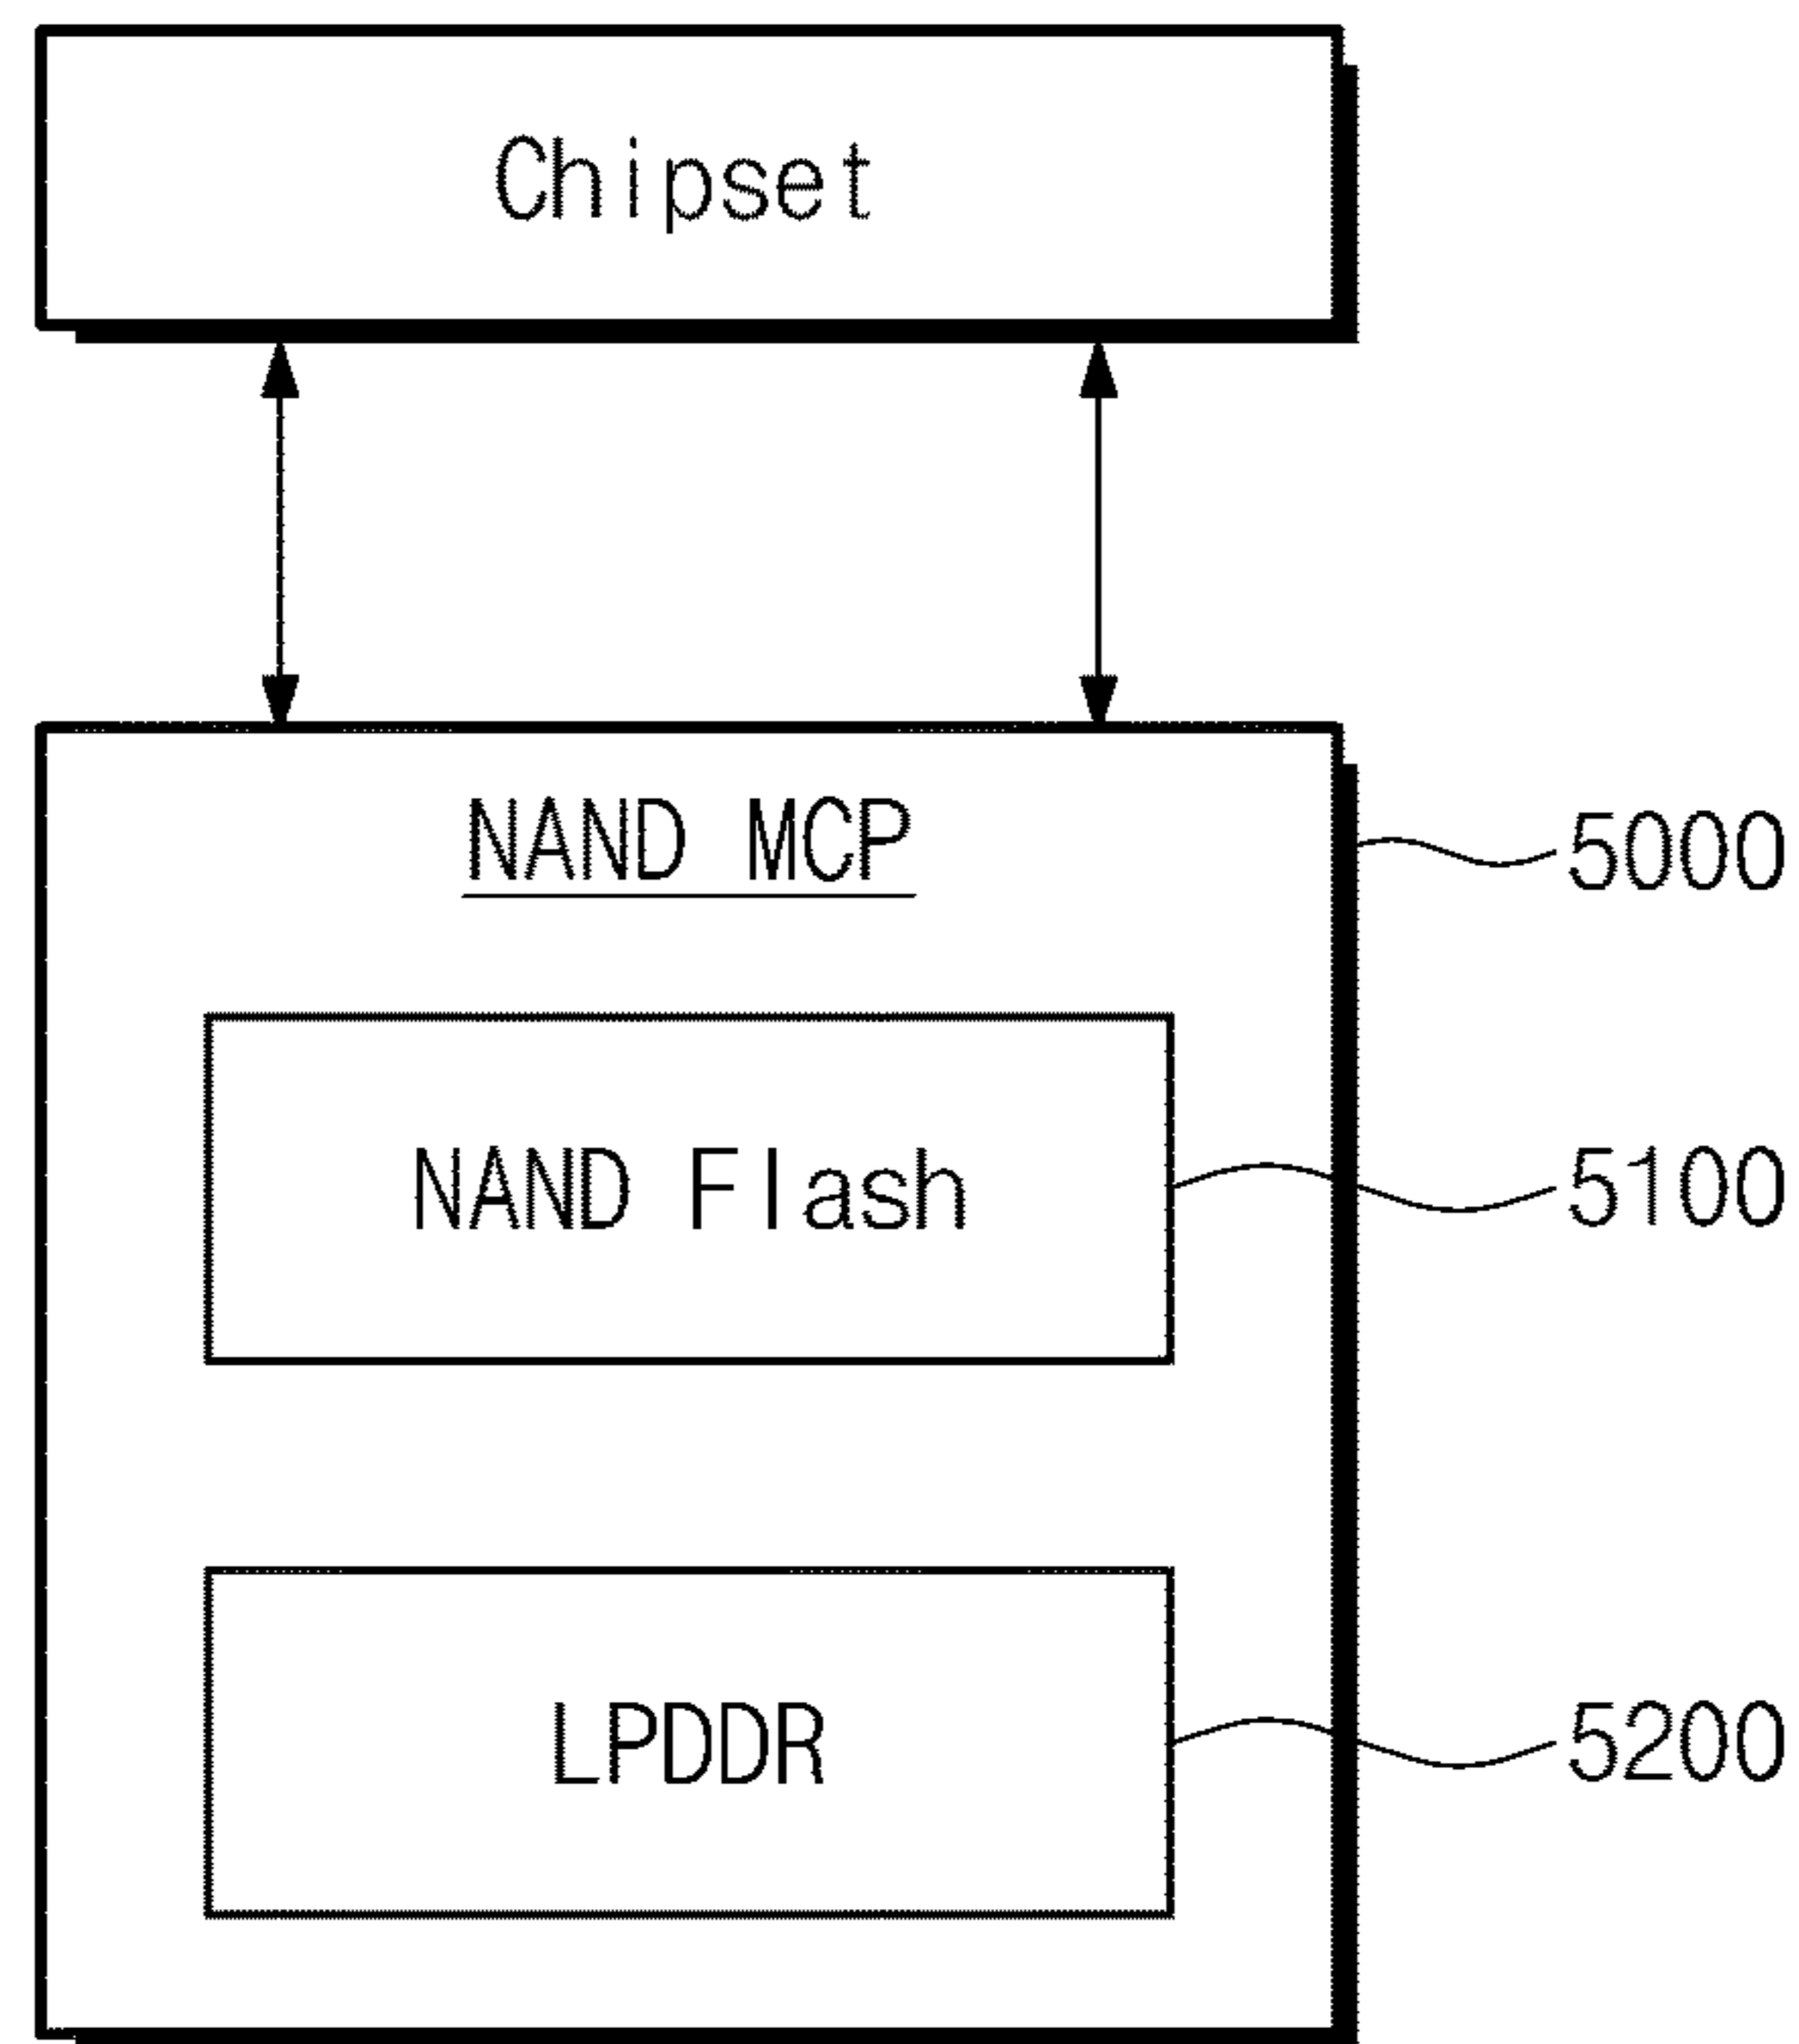 Chipset
NAND MCP
5000
NAND Flash
5100
LPDDR
5200